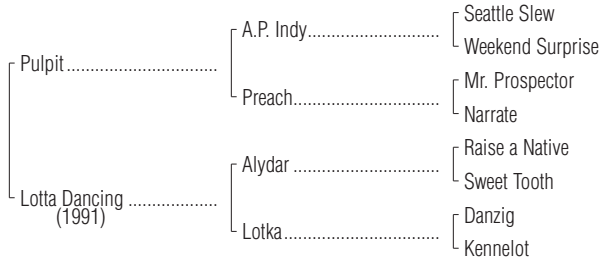 Seattle Slew
A.P. Indy........................................
Weekend Surprise
Pulpit................................
Mr. Prospector
Preach..........................................
Narrate
Raise a Native
Alydar ..........................................
Sweet Tooth
Lotta Dancing ...................
(1991)
Danzig
Lotka............................................
Kennelot